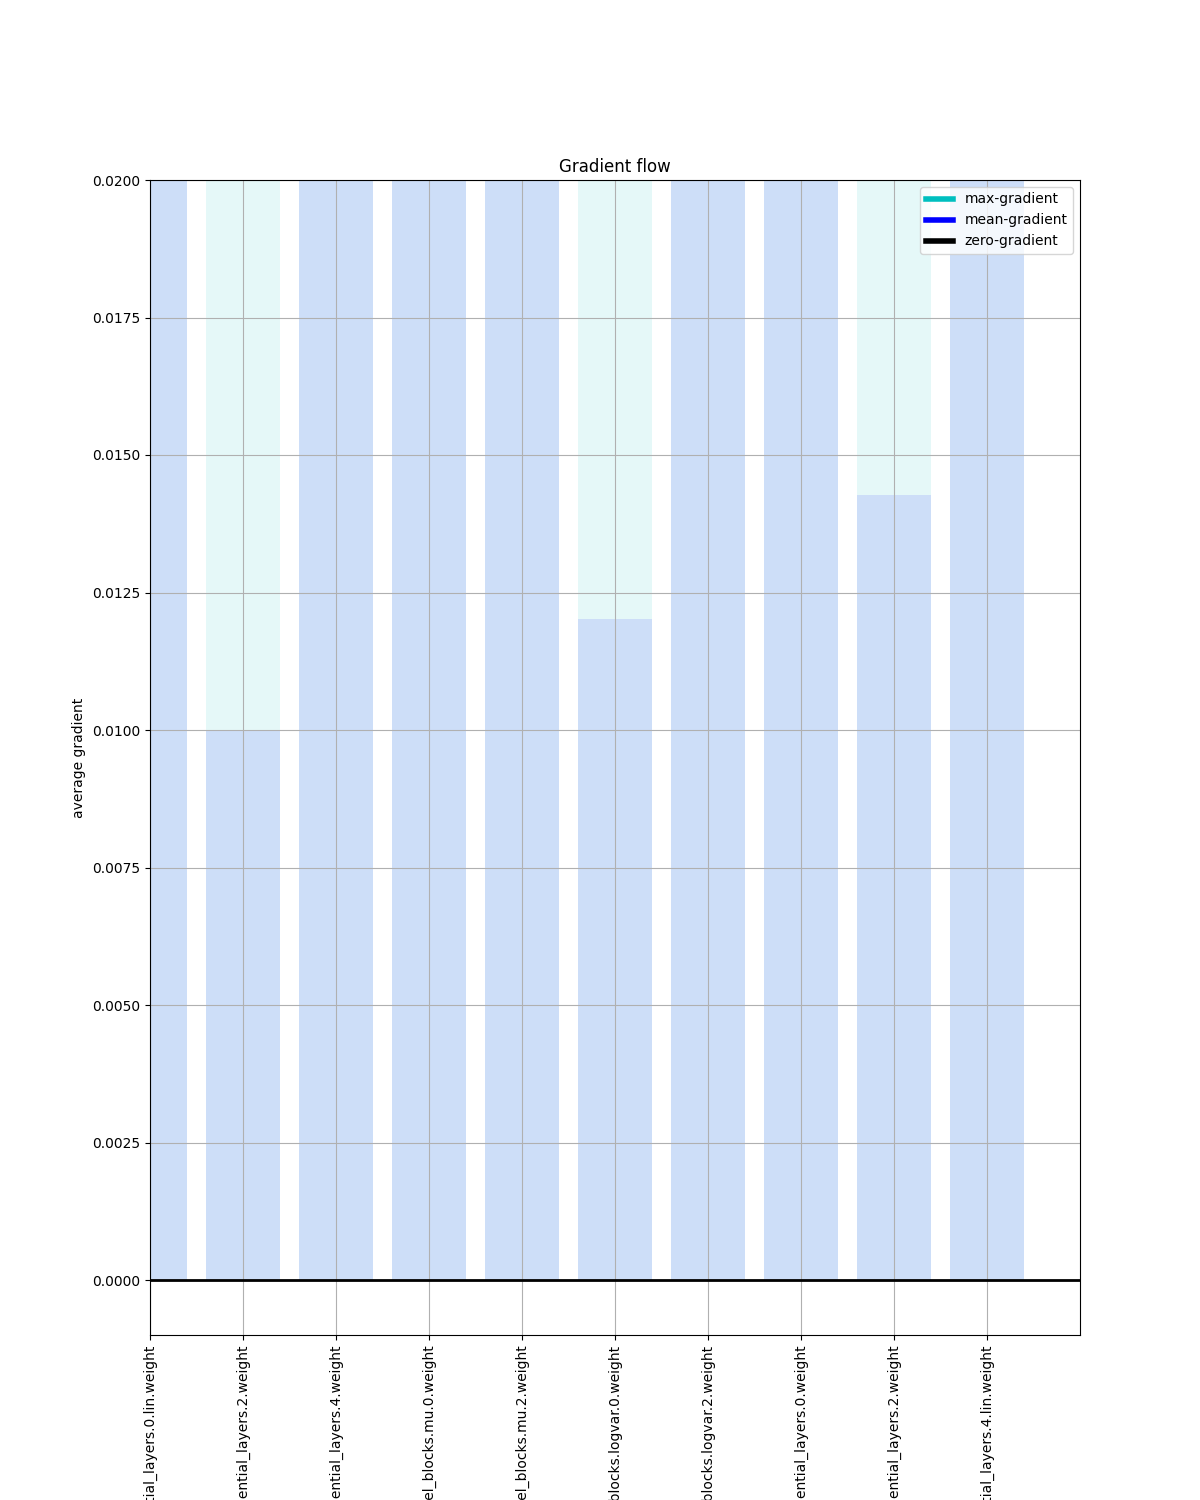 Gradient flow
max-gradient
mean-gradient
zero-gradient
average gradient
0.0200
0.0175
0.0150
0.0125
0.0100
0.0075
0.0050
0.0025
0.0000
tial_layers.0.lin.weight
ential_layers.2.weight
ential_layers.4.weight
el_blocks.mu.0.weight
el_blocks.mu.2.weight
blocks.logvar.0.weight
blocks.logvar.2.weight
ential_layers.0.weight
ential_layers.2.weight
tial_layers.4.lin.weight